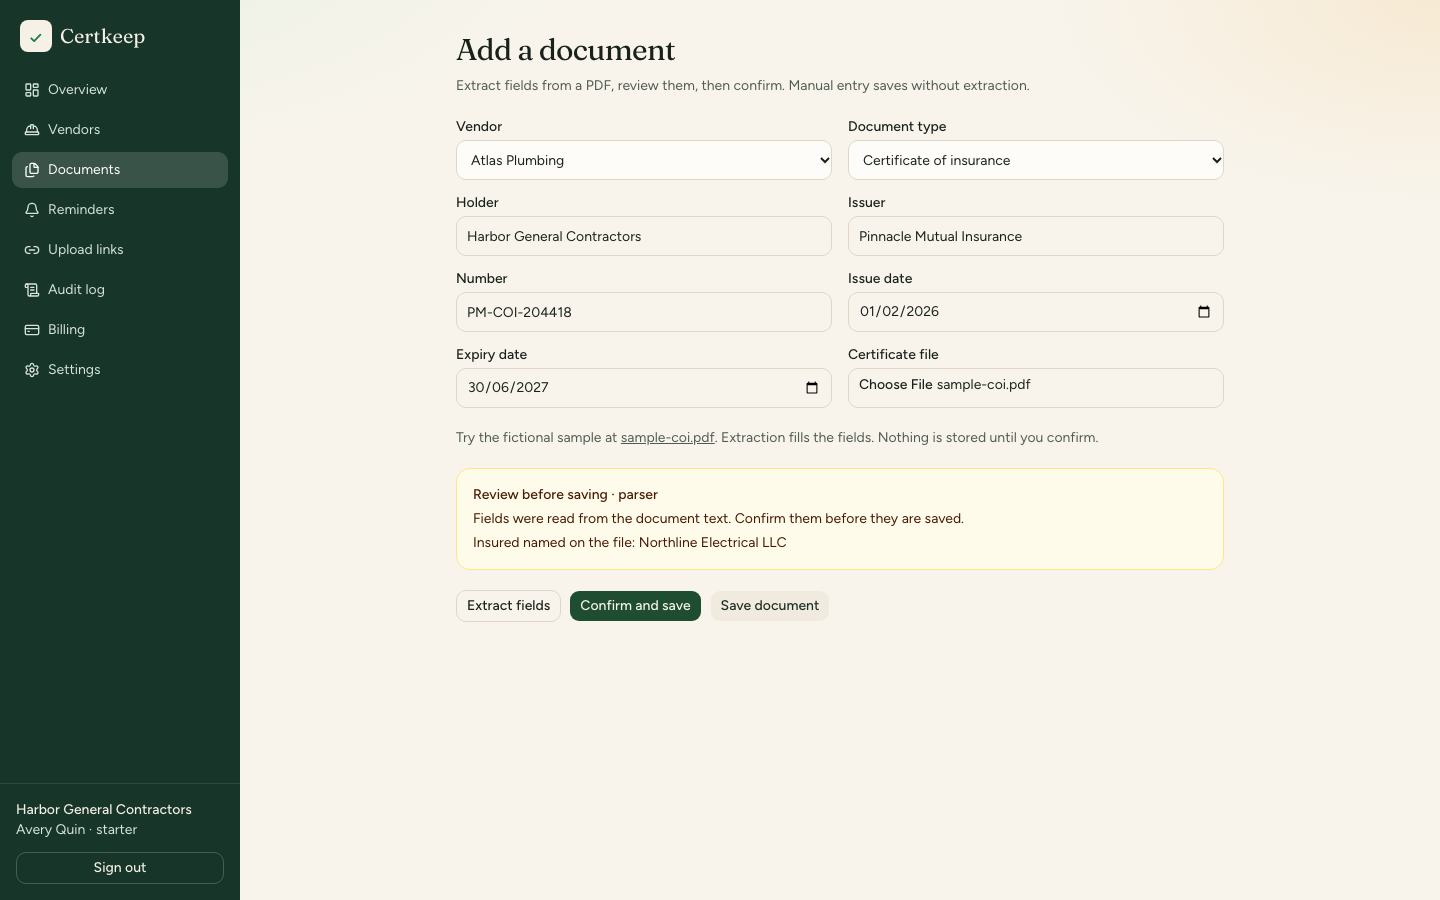 Certkeep
Overview
Vendors
Documents
Reminders
Upload links
Audit log
Billing
Settings
Harbor General Contractors
Avery Quin · starter
Sign out
Add a document
Extract fields from a PDF, review them, then confirm. Manual entry saves without extraction.
Vendor
Atlas Plumbing
Document type
Certificate of insurance
Holder
Harbor General Contractors
Issuer
Pinnacle Mutual Insurance
Number
PM-COI-204418
Issue date
01/02/2026
Expiry date
30/06/2027
Certificate file
Choose File sample-coi.pdf
Try the fictional sample at sample-coi.pdf. Extraction fills the fields. Nothing is stored until you confirm.
Review before saving · parser
Fields were read from the document text. Confirm them before they are saved.
Insured named on the file: Northline Electrical LLC
Extract fields
Confirm and save
Save document